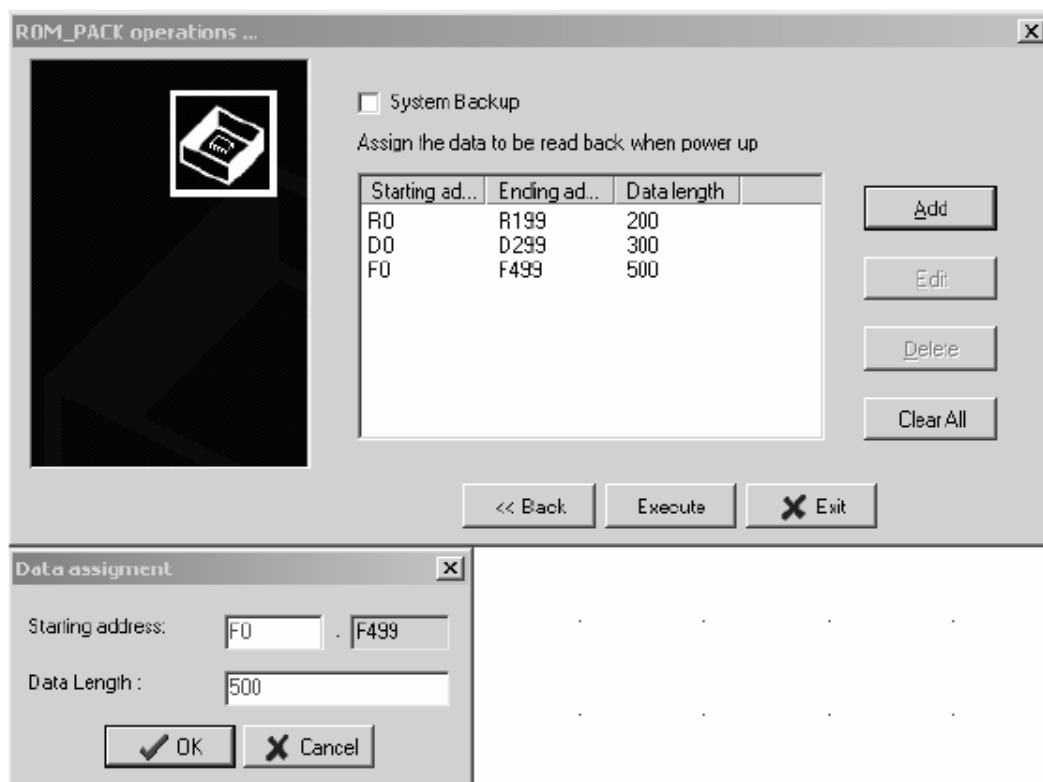 ROM_PACK operations ...
System Backup
Assign the data to be read back when power up
Starting ad... Ending ad... Data length
R0 R199 200
D0 D299 300
F0 F499 500
Add
Edit
Delete
Clear All
<< Back Execute Exit
Data assigment
Starting address: F0 . F499
Data Length : 500
OK Cancel